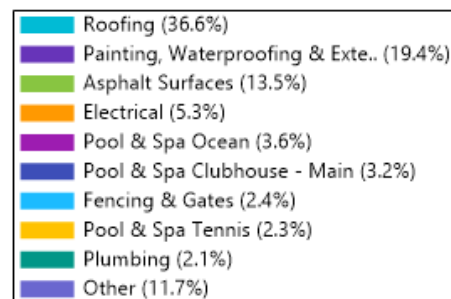 Roofing (36.6%)
Painting, Waterproofing & Exte.. (19.4%)
Asphalt Surfaces (13.5%)
Electrical (5.3%)
Pool & Spa Ocean (3.6%)
Pool & Spa Clubhouse - Main (3.2%)
Fencing & Gates (2.4%)
Pool & Spa Tennis (2.3%)
Plumbing (2.1%)
Other (11.7%)